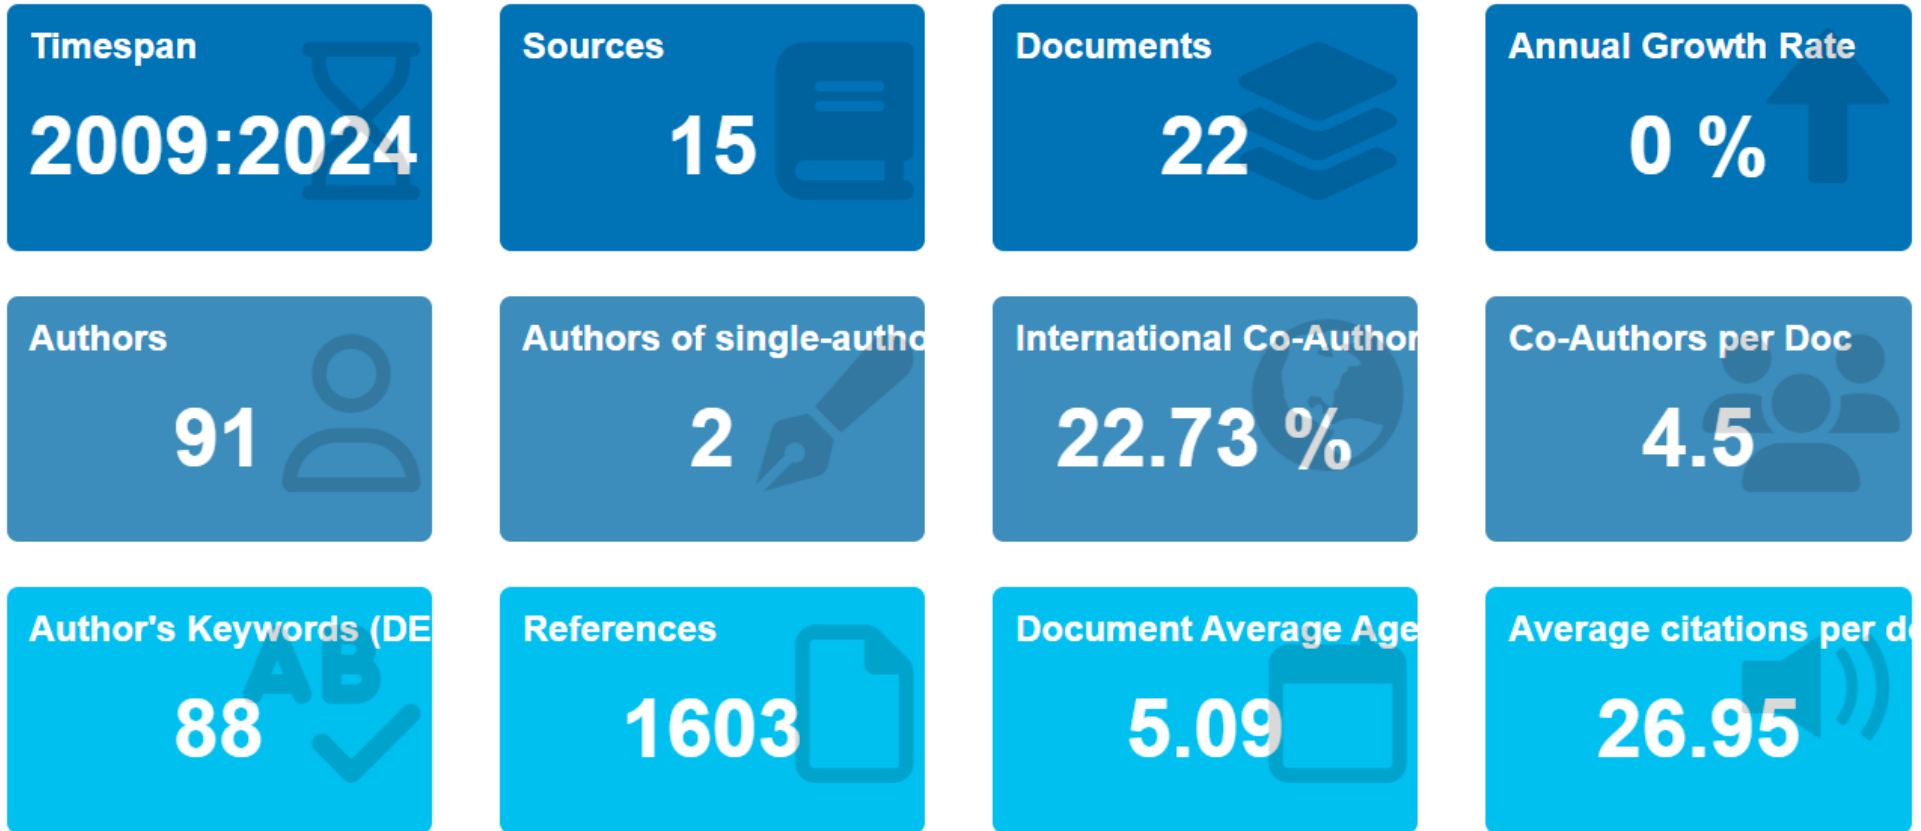 Timespan
2009:2024
Sources
15
Documents
22
Annual Growth Rate
0 %
Authors
91
Authors of single-autho
2
International Co-Author
22.73 %
Co-Authors per Doc
4.5
Author's Keywords (DE
88
References
1603
Document Average Age
5.09
Average citations per do
26.95